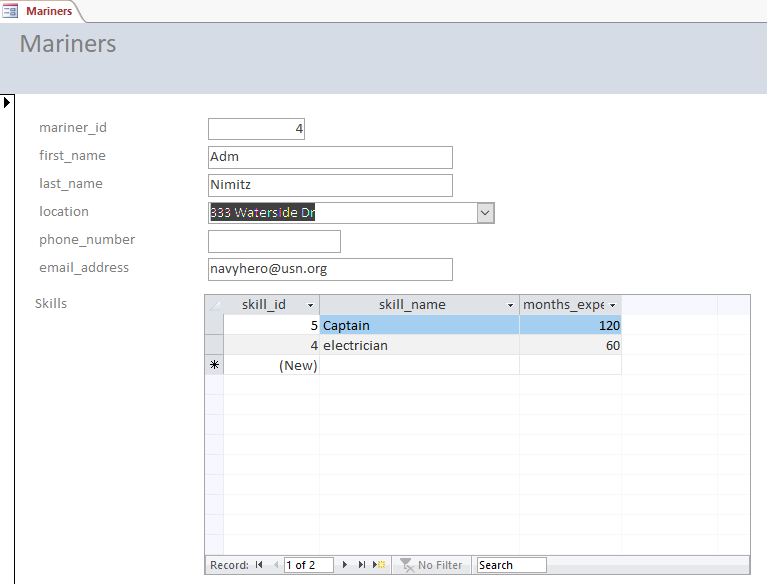 Mariners
Mariners
mariner_id 4
first_name Adm
last_name Nimitz
location 333 Waterside Dr
phone_number
email_address navyhero@usn.org
Skills
skill_id skill_name months_expe
5 Captain 120
4 electrician 60
(New)
Record: 1 of 2 No Filter Search